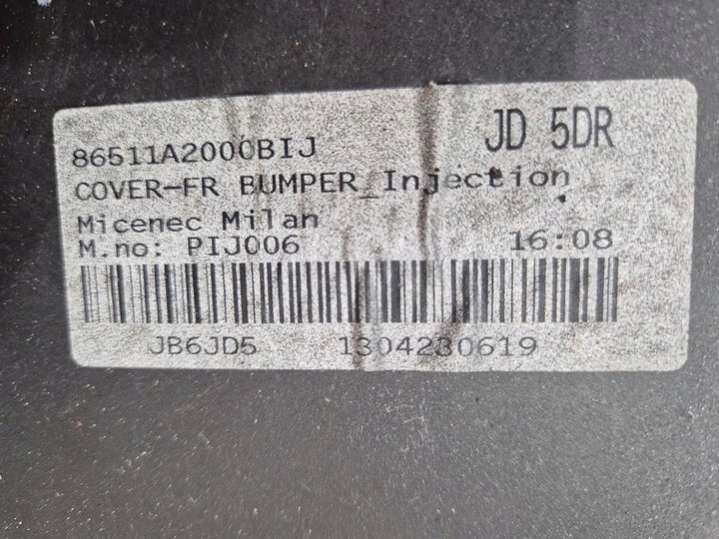 86511A2000BIJ JD 5DR
COVER-FR BUMPER_Injection
Micenec Milan
M.no: PIJ006 16:08
JB6JD5 1304230619